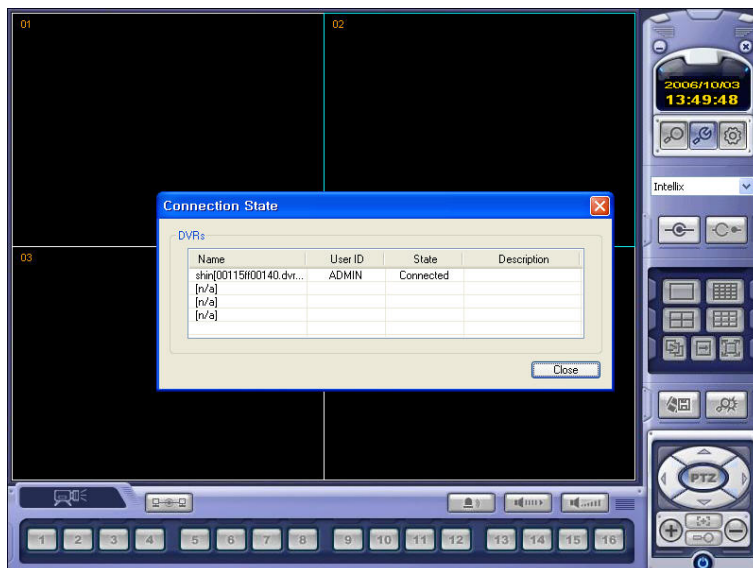 01
02
2006/10/03
13:49:48
Intellix
Connection State
DVRs
Name User ID State Description
shin[00115ff00140.dvr... ADMIN Connected
[n/a]
[n/a]
[n/a]
03
Close
PTZ
1 2 3 4 5 6 7 8 9 10 11 12 13 14 15 16